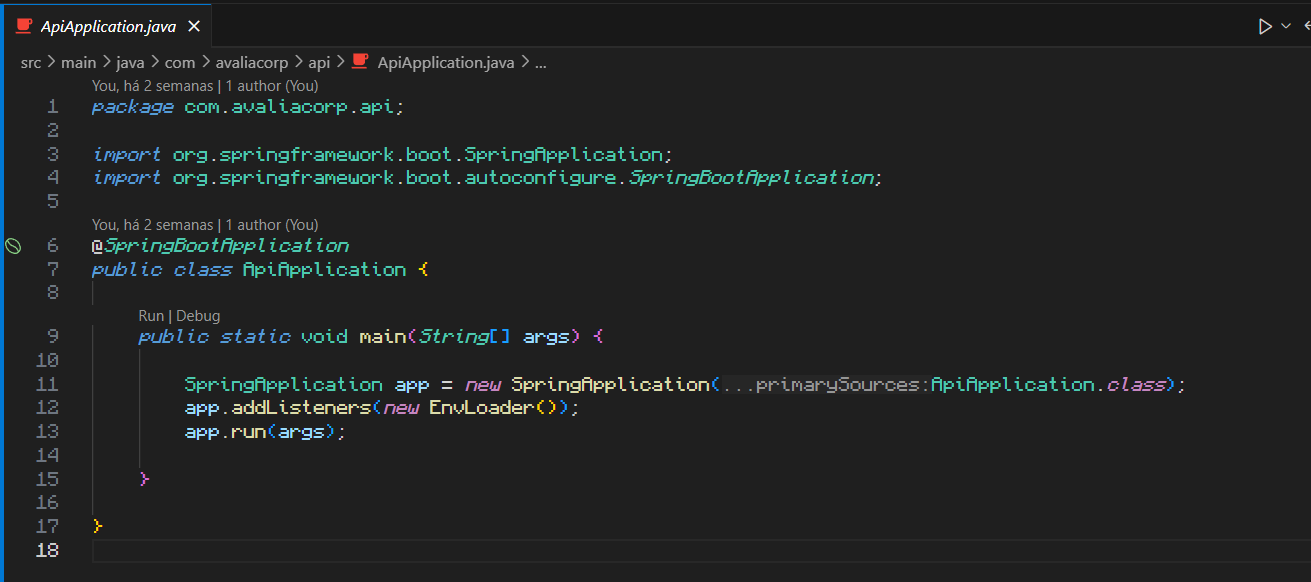 ApiApplication.java
src > main > java > com > avaliacorp > api > ApiApplication.java > ...
You, há 2 semanas | 1 author (You)
1 package com.avaliacorp.api;
2
3 import org.springframework.boot.SpringApplication;
4 import org.springframework.boot.autoconfigure.SpringBootApplication;
5
You, há 2 semanas | 1 author (You)
6 @SpringBootApplication
7 public class ApiApplication {
8
Run | Debug
9 public static void main(String[] args) {
10
11 SpringApplication app = new SpringApplication(...primarySources:ApiApplication.class);
12 app.addListeners(new EnvLoader());
13 app.run(args);
14
15 }
16
17 }
18